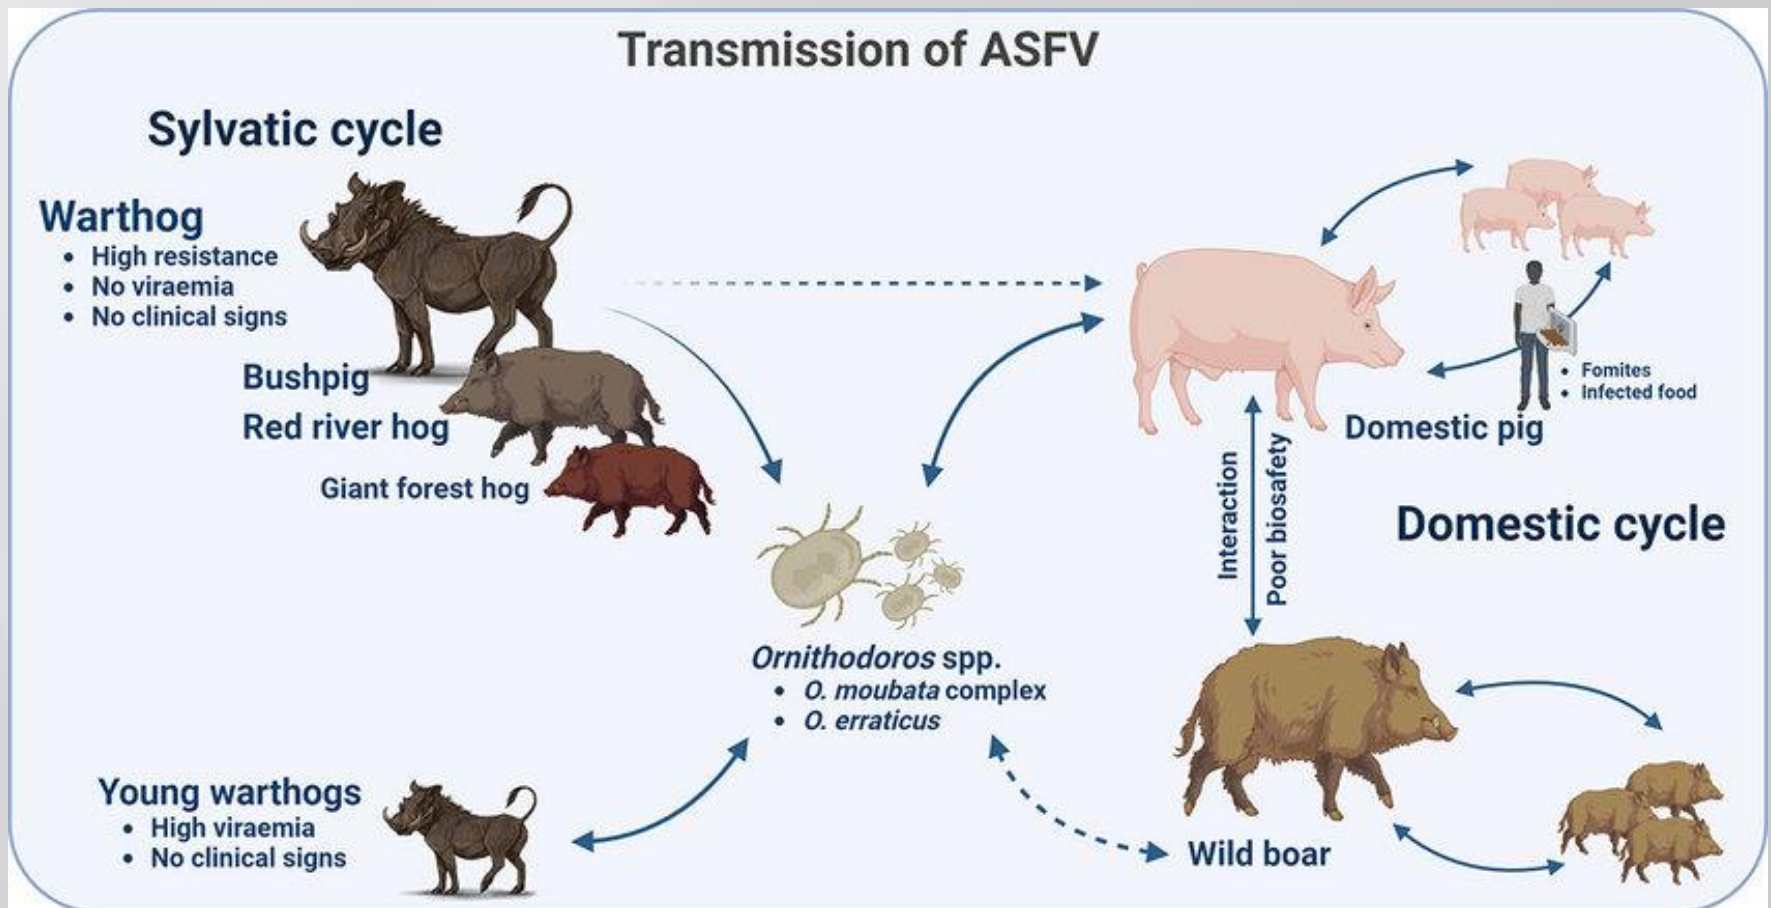 Transmission of ASFV
Sylvatic cycle
Warthog
• High resistance
• No viraemia
• No clinical signs
Bushpig
Red river hog
Giant forest hog
• Fomites
• Infected food
Domestic pig
Interaction
Poor biosafety
Domestic cycle
Ornithodoros spp.
• O. moubata complex
• O. erraticus
Young warthogs
• High viraemia
• No clinical signs
Wild boar